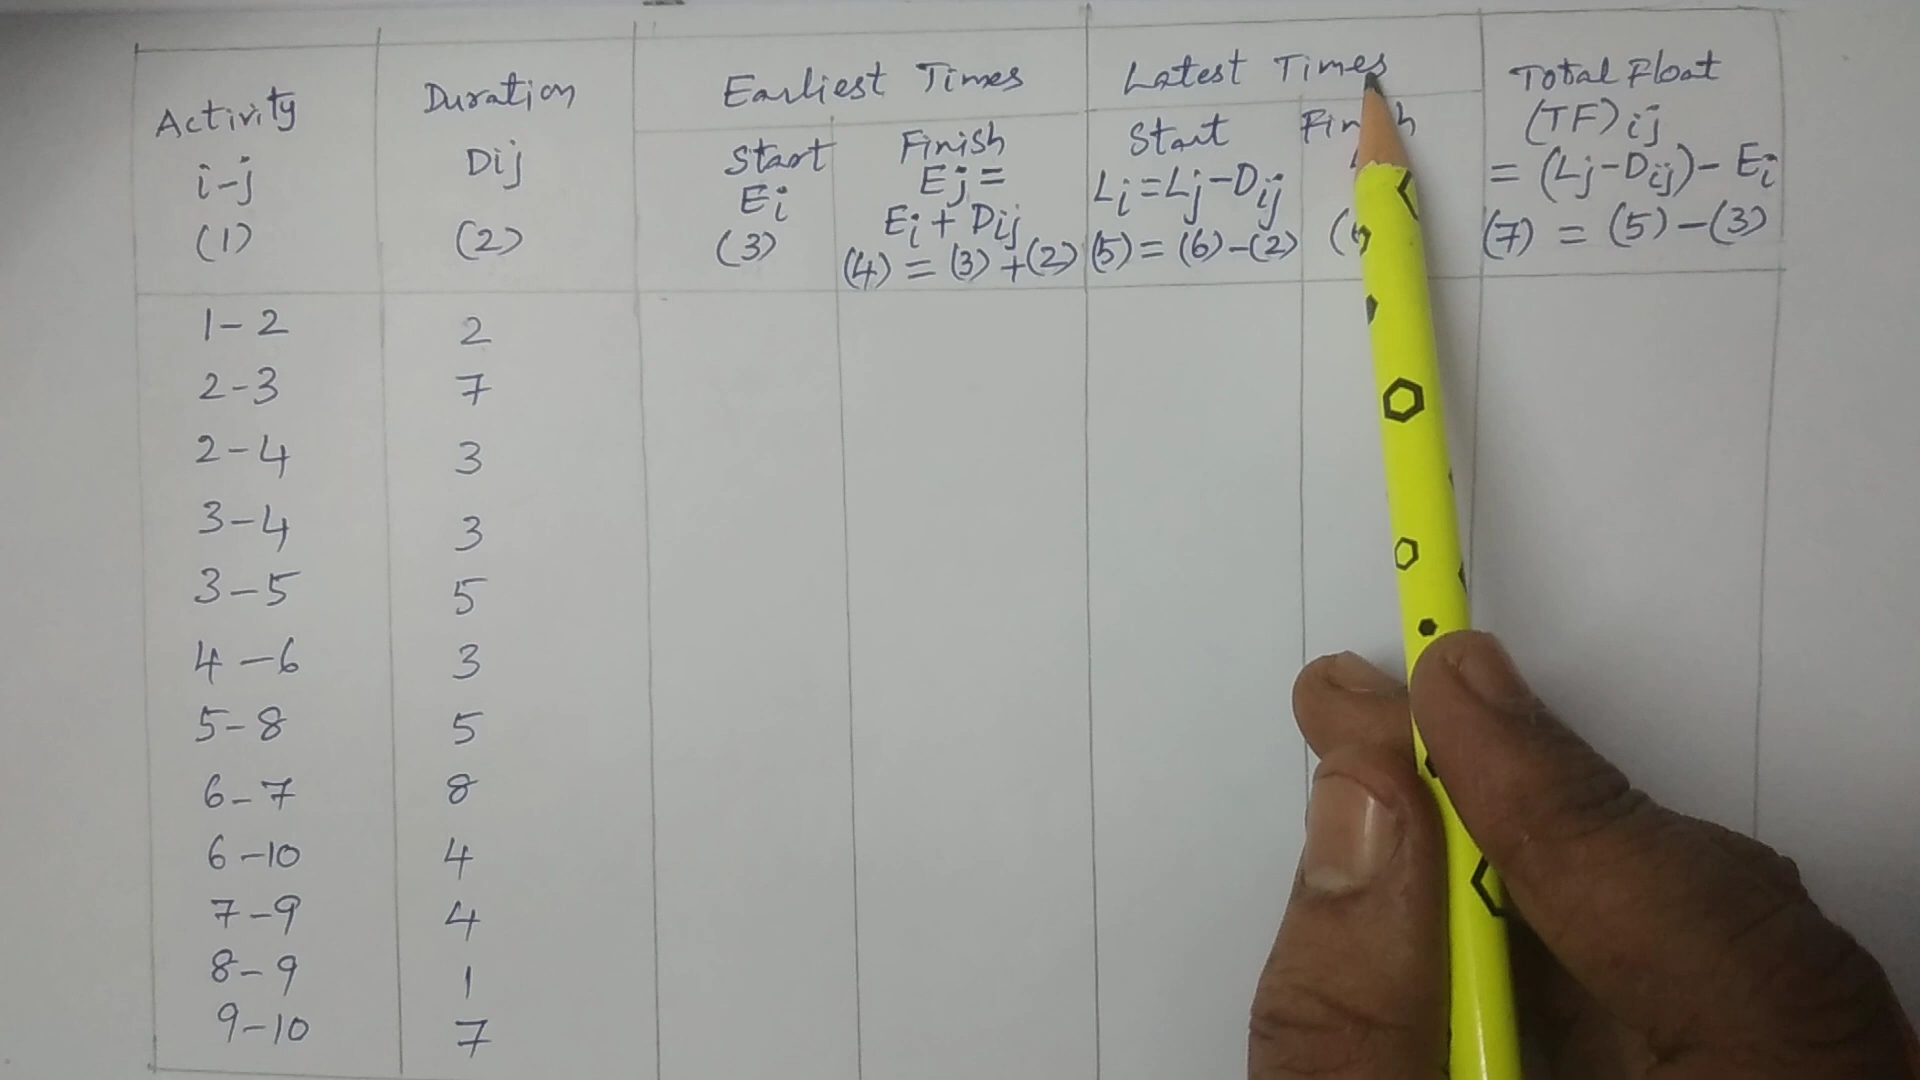 Activity
i-j
(1)
Duration
Dij
(2)
Earliest Times
Start
Ei
(3)
Finish
Ej =
Ei + Dij
(4) = (3) + (2)
Latest Times
Start
Li = Lj - Dij
(5) = (6) - (2)
Total Float
(TF) ij
= (Lj - Dij) - Ei
(7) = (5) - (3)
1-2 2
2-3 7
2-4 3
3-4 3
3-5 5
4-6 3
5-8 5
6-7 8
6-10 4
7-9 4
8-9 1
9-10 7